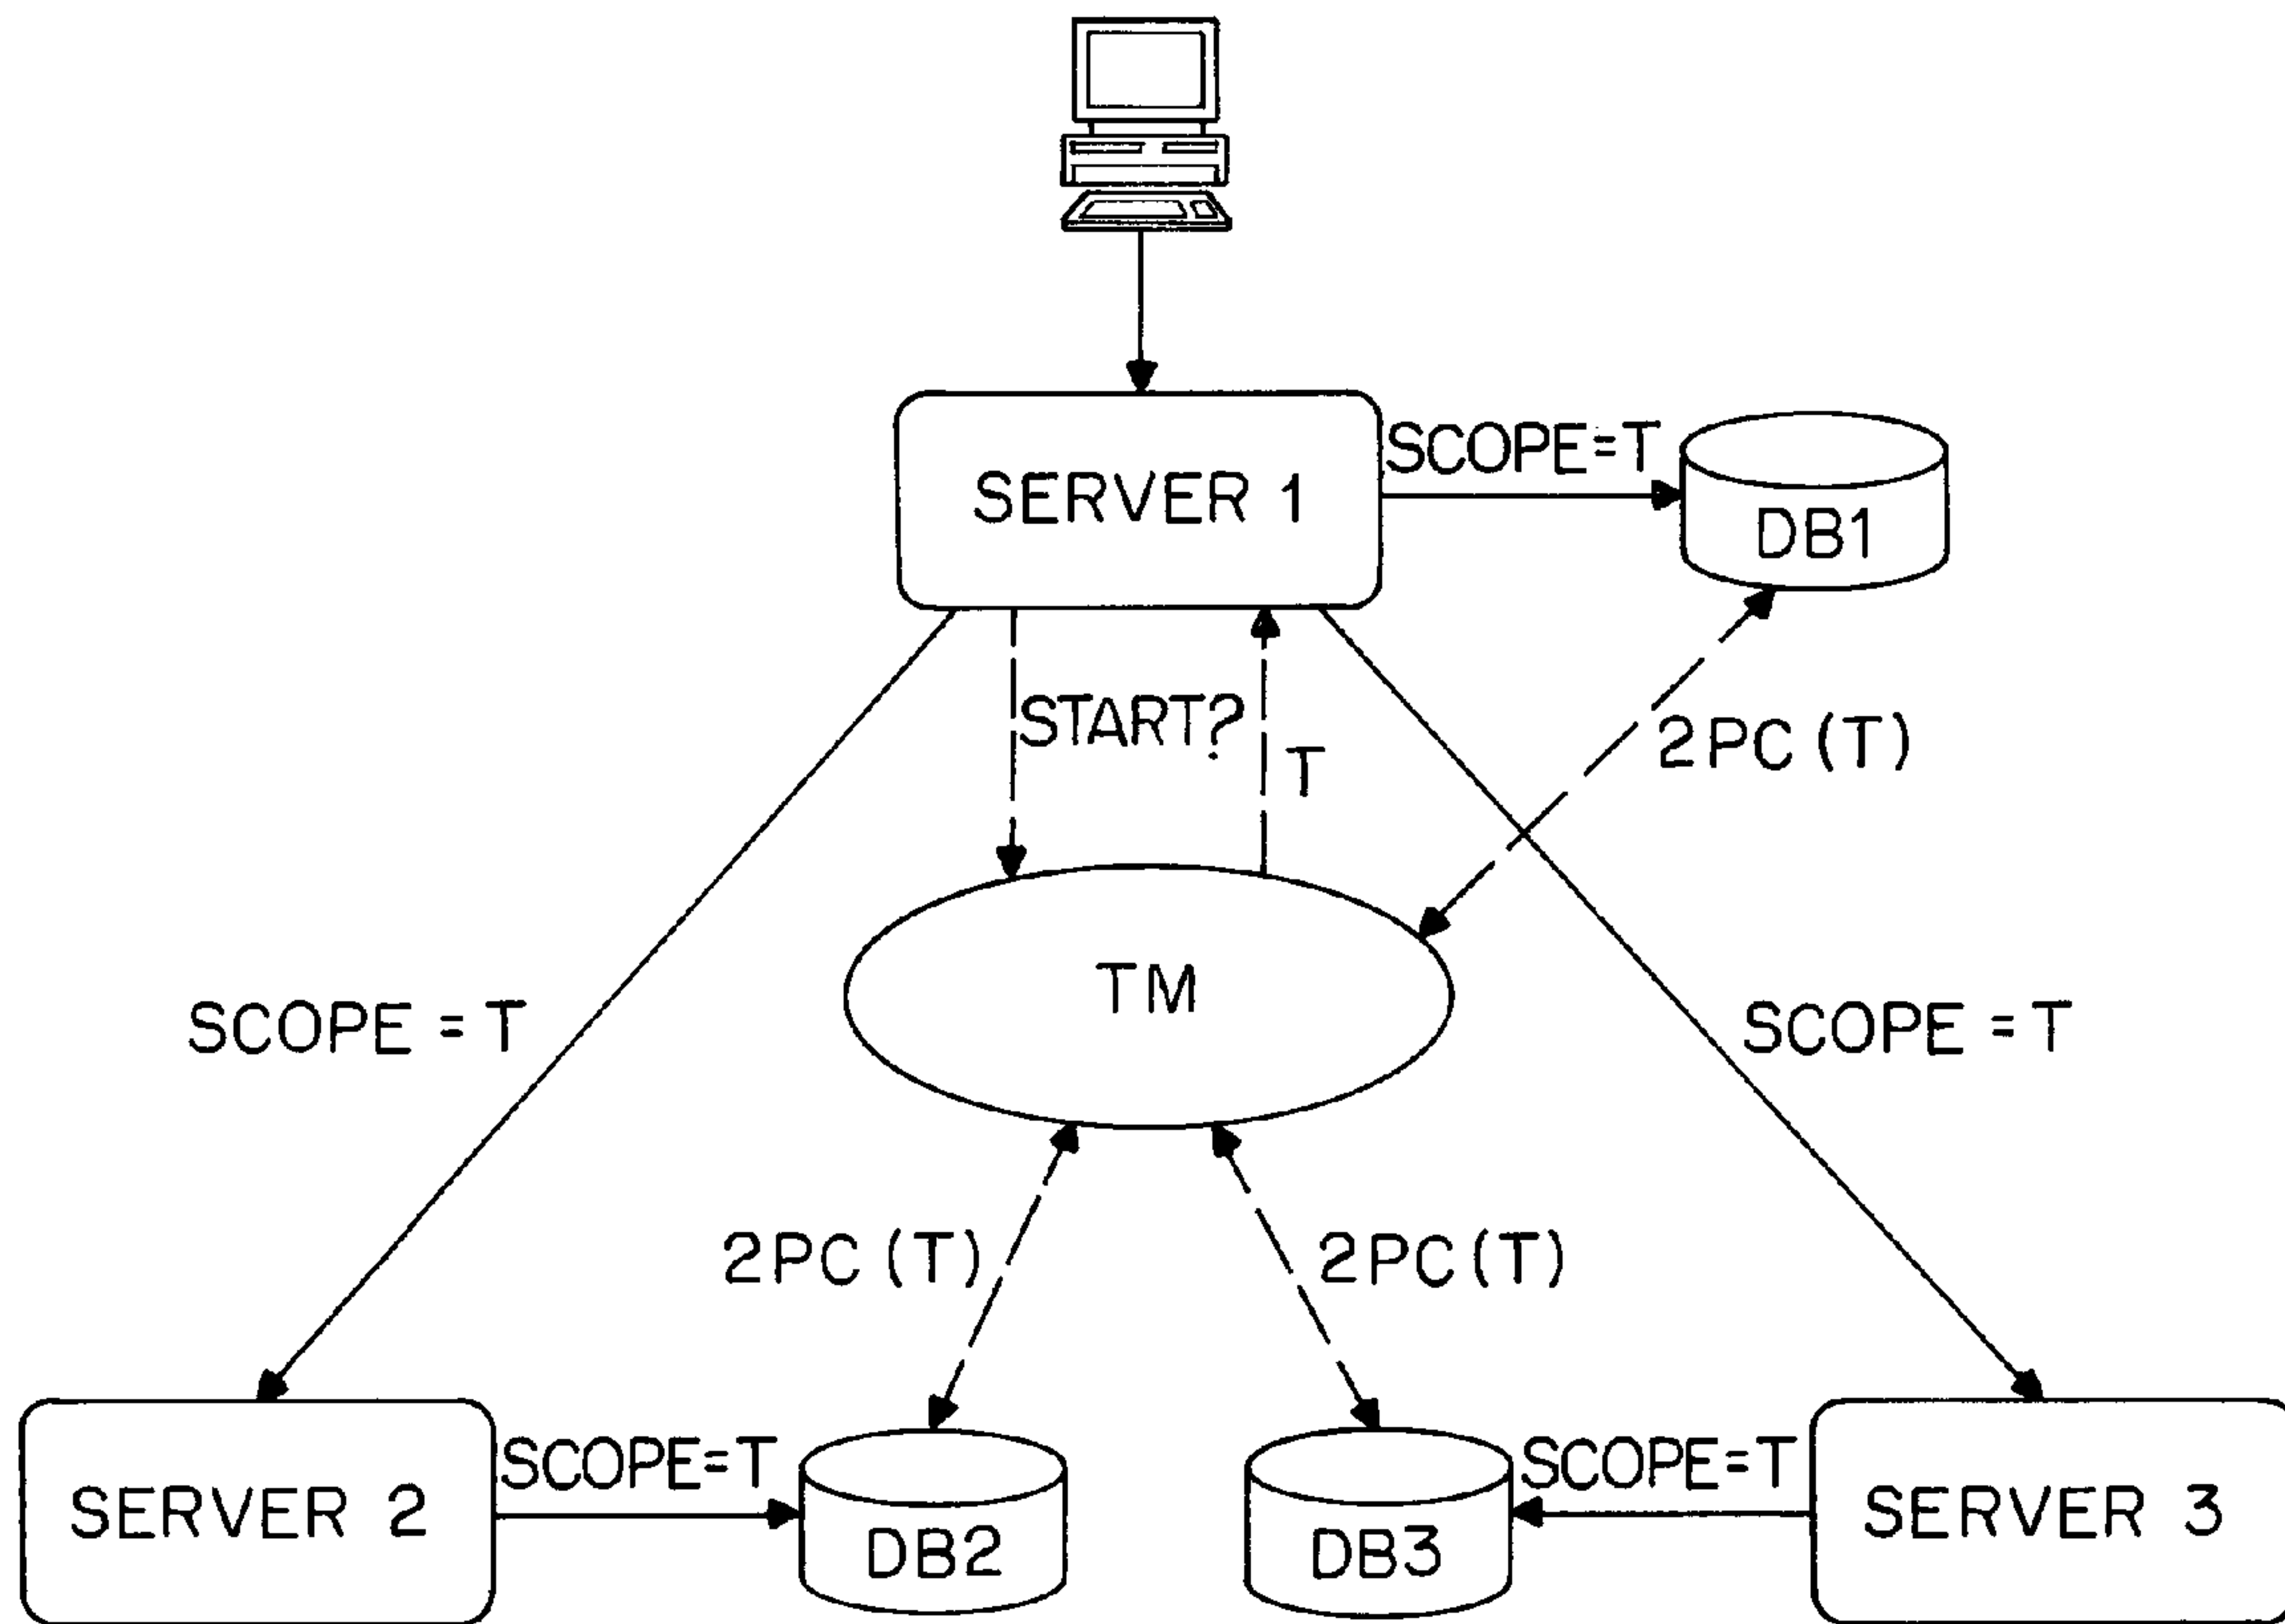 SCOPE=T
SERVER 1
DB1
START?
T
2PC (T)
TM
SCOPE = T
SCOPE = T
2PC (T)
2PC (T)
SCOPE=T
SCOPE=T
SERVER 2
DB2
DB3
SERVER 3